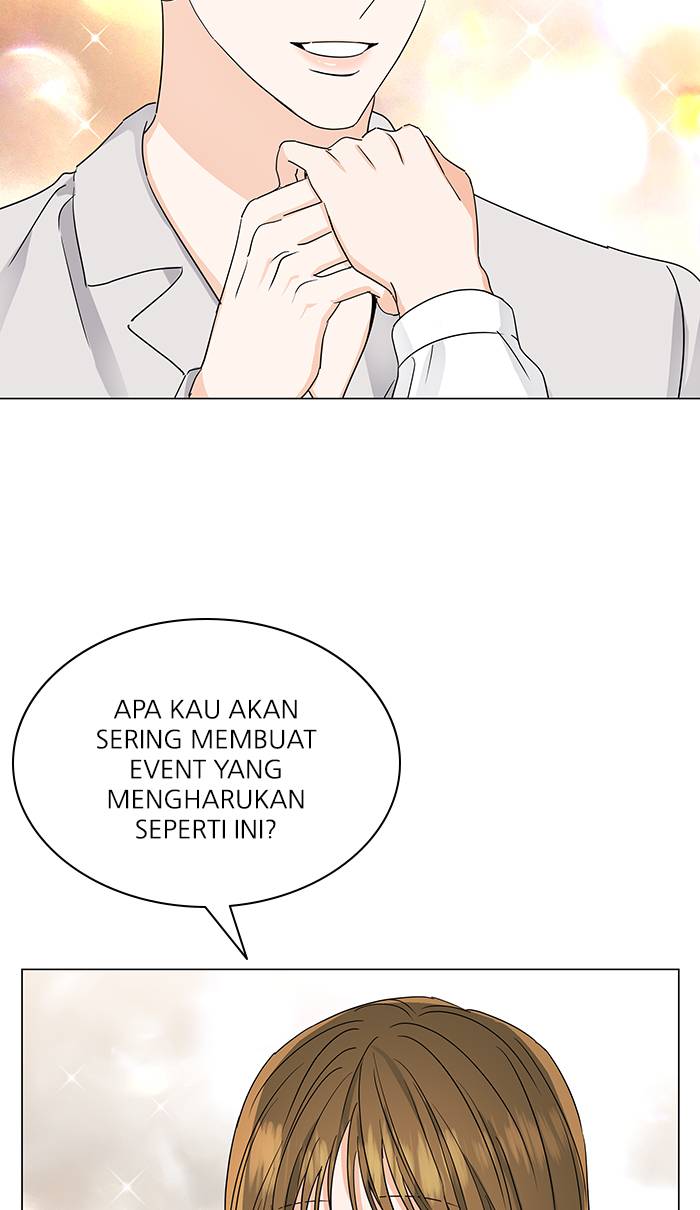 APA KAU AKAN
SERING MEMBUAT
EVENT YANG
MENGHARUKAN
SEPERTI INI?